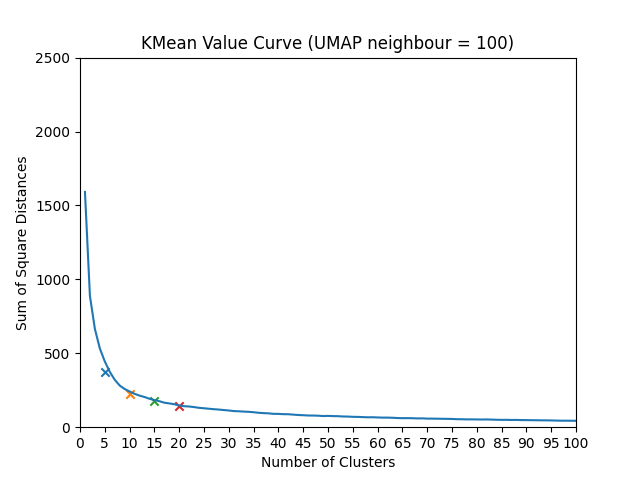 KMean Value Curve (UMAP neighbour = 100)
2500
2000
1500
1000
500
0
Sum of Square Distances
0 5 10 15 20 25 30 35 40 45 50 55 60 65 70 75 80 85 90 95 100
Number of Clusters